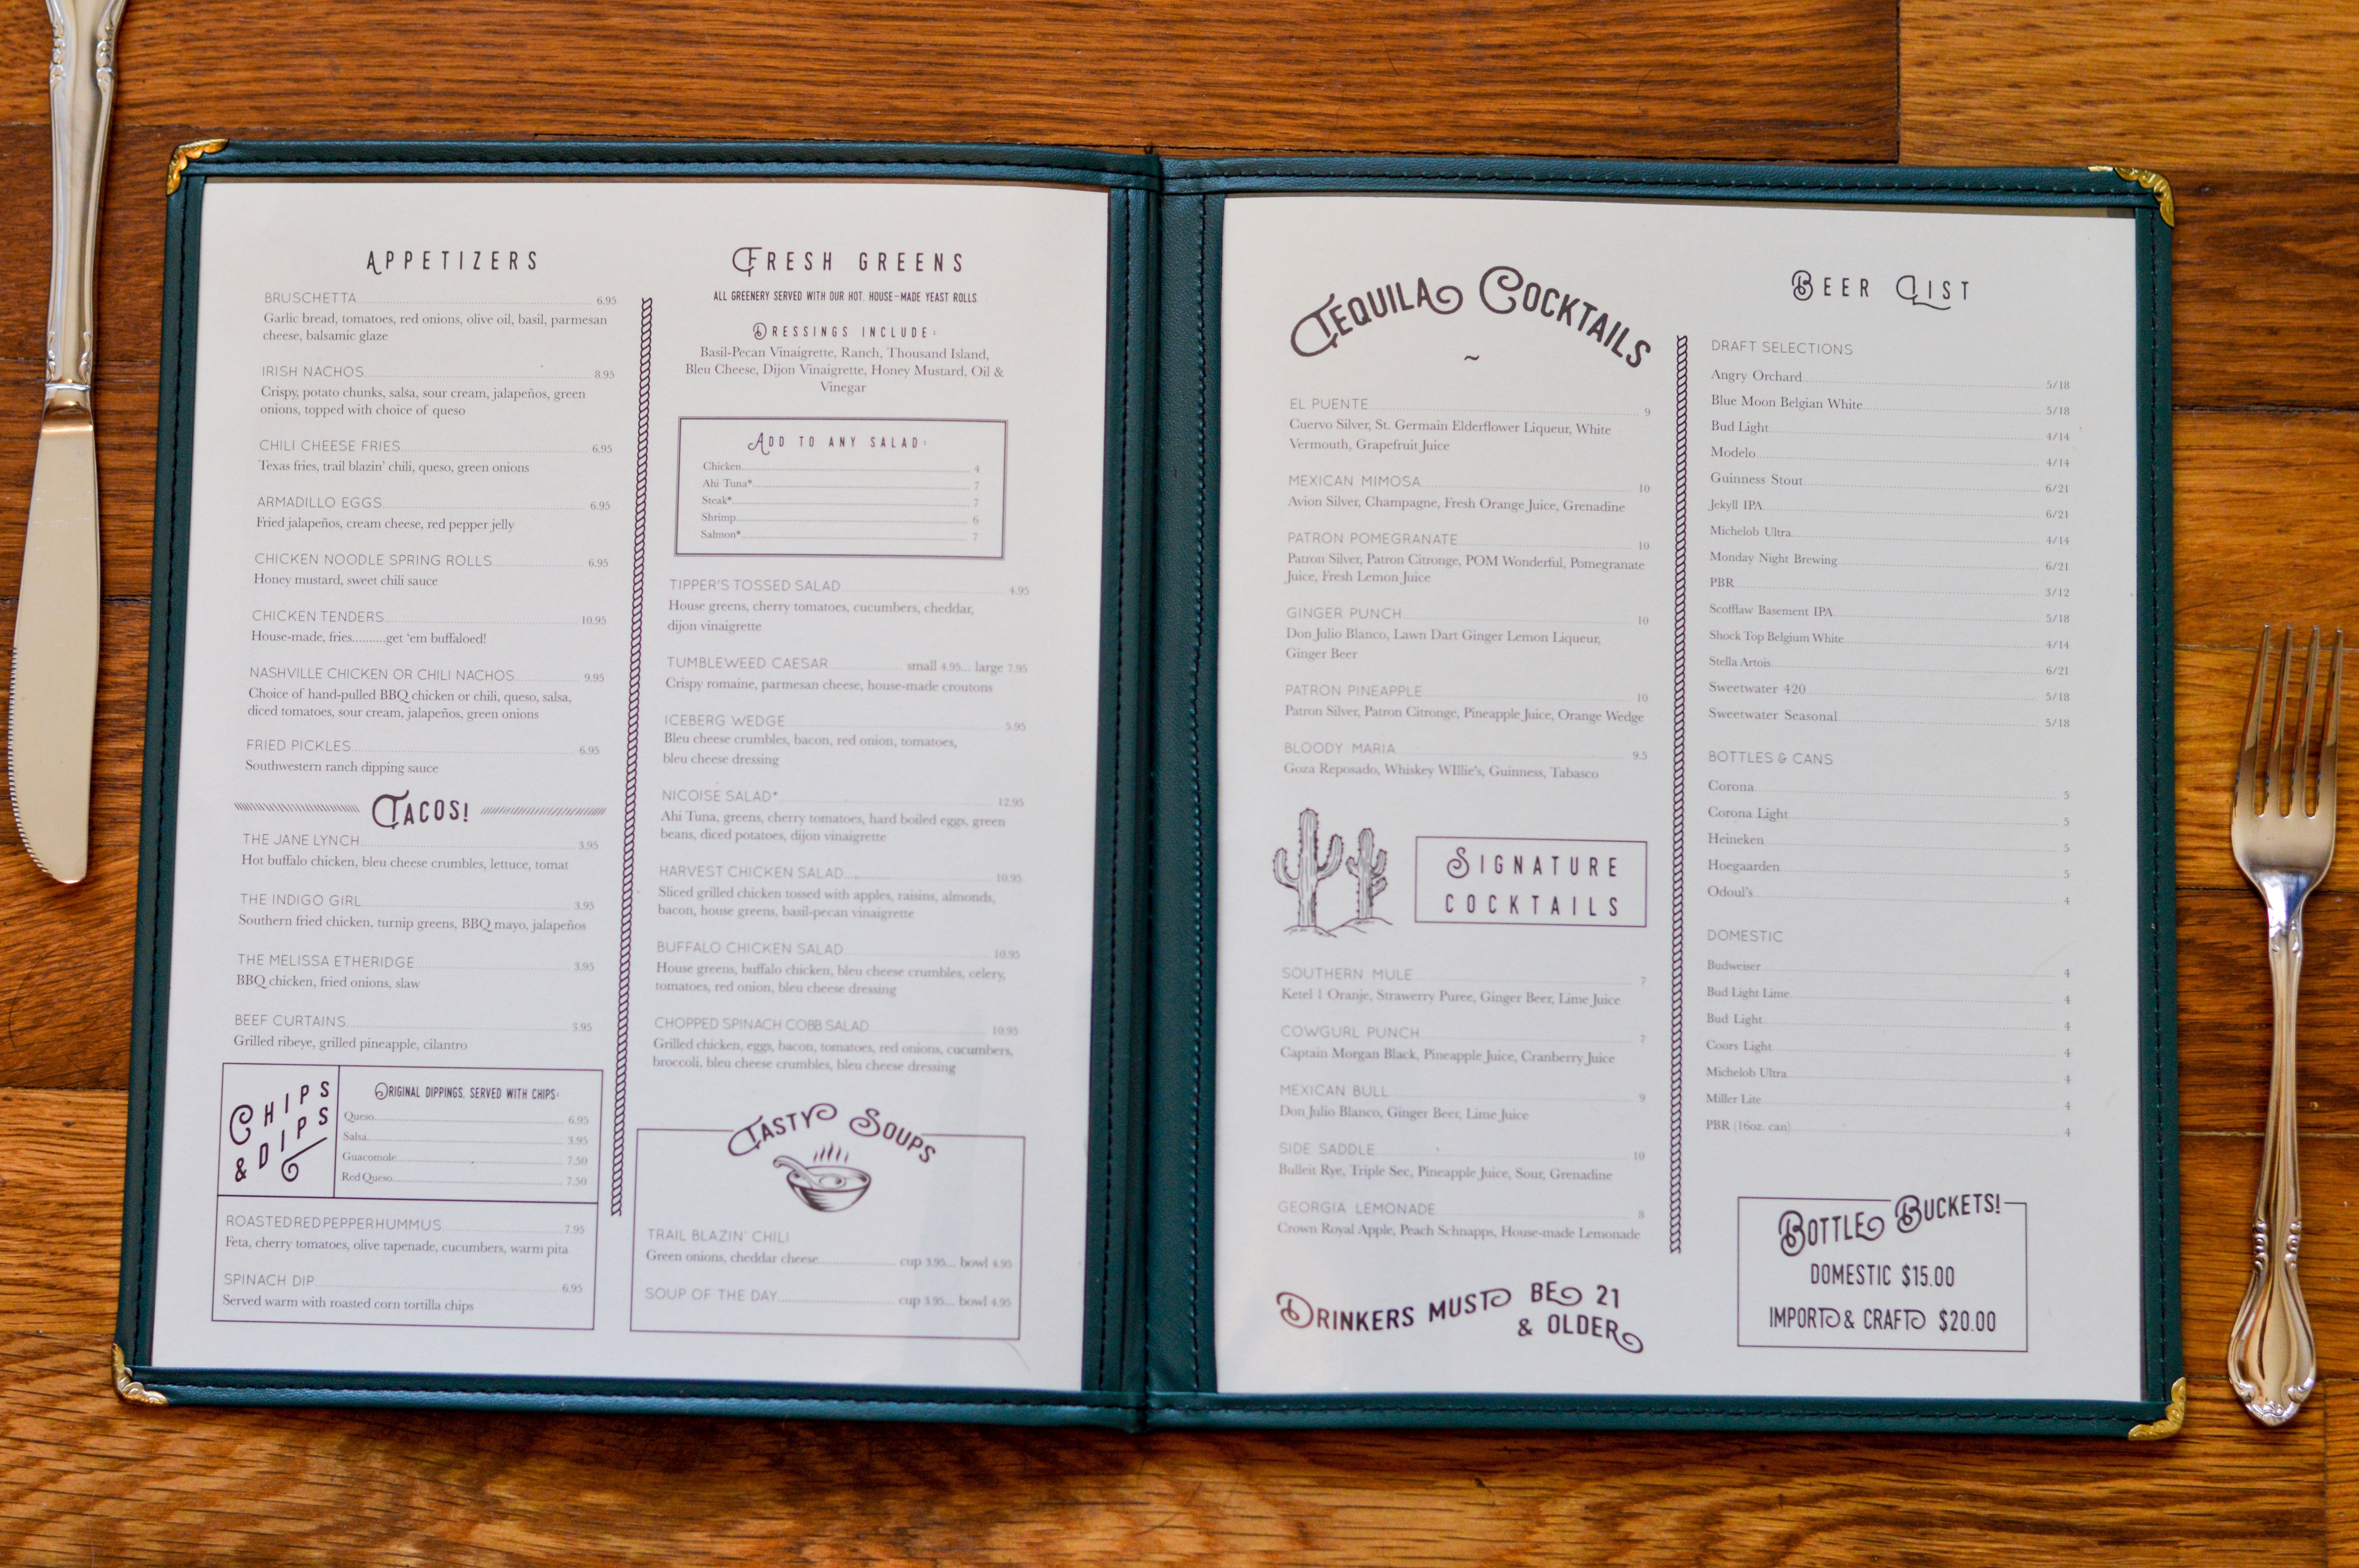 APPETIZERS
BRUSCHETTA 6.95
Garlic bread, tomatoes, red onions, olive oil, basil, parmesan
cheese, balsamic glaze
IRISH NACHOS 8.95
Crispy, potato chunks, salsa, sour cream, jalapeños, green
onions, topped with choice of queso
CHILI CHEESE FRIES 6.95
Texas fries, trail blazin' chili, queso, green onions
ARMADILLO EGGS 6.95
Fried jalapeños, cream cheese, red pepper jelly
CHICKEN NOODLE SPRING ROLLS 6.95
Honey mustard, sweet chili sauce
CHICKEN TENDERS 10.95
House-made, fries..........get 'em buffaloed!
NASHVILLE CHICKEN OR CHILI NACHOS 9.95
Choice of hand-pulled BBQ chicken or chili, queso, salsa,
diced tomatoes, sour cream, jalapeños, green onions
FRIED PICKLES 6.95
Southwestern ranch dipping sauce
TACOS!
THE JANE LYNCH 3.95
Hot buffalo chicken, bleu cheese crumbles, lettuce, tomat
THE INDIGO GIRL 3.95
Southern fried chicken, turnip greens, BBQ mayo, jalapeños
THE MELISSA ETHERIDGE 3.95
BBQ chicken, fried onions, slaw
BEEF CURTAINS 3.95
Grilled ribeye, grilled pineapple, cilantro
CHIPS
& DIPS
ORIGINAL DIPPINGS, SERVED WITH CHIPS:
Queso 6.95
Salsa 3.95
Guacomole 7.50
Red Queso 7.50
ROASTED RED PEPPER HUMMUS 7.95
Feta, cherry tomatoes, olive tapenade, cucumbers, warm pita
SPINACH DIP 6.95
Served warm with roasted corn tortilla chips
FRESH GREENS
ALL GREENERY SERVED WITH OUR HOT, HOUSE-MADE YEAST ROLLS.
DRESSINGS INCLUDE:
Basil-Pecan Vinaigrette, Ranch, Thousand Island,
Bleu Cheese, Dijon Vinaigrette, Honey Mustard, Oil &
Vinegar
ADD TO ANY SALAD:
Chicken 4
Ahi Tuna* 7
Steak* 7
Shrimp 6
Salmon* 7
TIPPER'S TOSSED SALAD 4.95
House greens, cherry tomatoes, cucumbers, cheddar,
dijon vinaigrette
TUMBLEWEED CAESAR small 4.95... large 7.95
Crispy romaine, parmesan cheese, house-made croutons
ICEBERG WEDGE 5.95
Bleu cheese crumbles, bacon, red onion, tomatoes,
bleu cheese dressing
NICOISE SALAD* 12.95
Ahi Tuna, greens, cherry tomatoes, hard boiled eggs, green
beans, diced potatoes, dijon vinaigrette
HARVEST CHICKEN SALAD 10.95
Sliced grilled chicken tossed with apples, raisins, almonds,
bacon, house greens, basil-pecan vinaigrette
BUFFALO CHICKEN SALAD 10.95
House greens, buffalo chicken, bleu cheese crumbles, celery,
tomatoes, red onion, bleu cheese dressing
CHOPPED SPINACH COBB SALAD 10.95
Grilled chicken, eggs, bacon, tomatoes, red onions, cucumbers,
broccoli, bleu cheese crumbles, bleu cheese dressing
TASTY SOUPS
TRAIL BLAZIN' CHILI
Green onions, cheddar cheese cup 3.95... bowl 4.95
SOUP OF THE DAY cup 3.95... bowl 4.95
TEQUILA COCKTAILS
~
EL PUENTE 9
Cuervo Silver, St. Germain Elderflower Liqueur, White
Vermouth, Grapefruit Juice
MEXICAN MIMOSA 10
Avion Silver, Champagne, Fresh Orange Juice, Grenadine
PATRON POMEGRANATE 10
Patron Silver, Patron Citronge, POM Wonderful, Pomegranate
Juice, Fresh Lemon Juice
GINGER PUNCH 10
Don Julio Blanco, Lawn Dart Ginger Lemon Liqueur,
Ginger Beer
PATRON PINEAPPLE 10
Patron Silver, Patron Citronge, Pineapple Juice, Orange Wedge
BLOODY MARIA 9.5
Goza Reposado, Whiskey WIllie's, Guinness, Tabasco
SIGNATURE
COCKTAILS
SOUTHERN MULE 7
Ketel 1 Oranje, Strawerry Puree, Ginger Beer, Lime Juice
COWGURL PUNCH 7
Captain Morgan Black, Pineapple Juice, Cranberry Juice
MEXICAN BULL 9
Don Julio Blanco, Ginger Beer, Lime Juice
SIDE SADDLE 10
Bulleit Rye, Triple Sec, Pineapple Juice, Sour, Grenadine
GEORGIA LEMONADE 8
Crown Royal Apple, Peach Schnapps, House-made Lemonade
DRINKERS MUST BE 21
& OLDER
BEER LIST
DRAFT SELECTIONS
Angry Orchard 5/18
Blue Moon Belgian White 5/18
Bud Light 4/14
Modelo 4/14
Guinness Stout 6/21
Jekyll IPA 6/21
Michelob Ultra 4/14
Monday Night Brewing 6/21
PBR 3/12
Scofflaw Basement IPA 5/18
Shock Top Belgium White 4/14
Stella Artois 6/21
Sweetwater 420 5/18
Sweetwater Seasonal 5/18
BOTTLES & CANS
Corona 5
Corona Light 5
Heineken 5
Hoegaarden 5
Odoul's 4
DOMESTIC
Budweiser 4
Bud Light Lime 4
Bud Light 4
Coors Light 4
Michelob Ultra 4
Miller Lite 4
PBR (16oz. can) 4
BOTTLE BUCKETS!
DOMESTIC $15.00
IMPORT & CRAFT $20.00